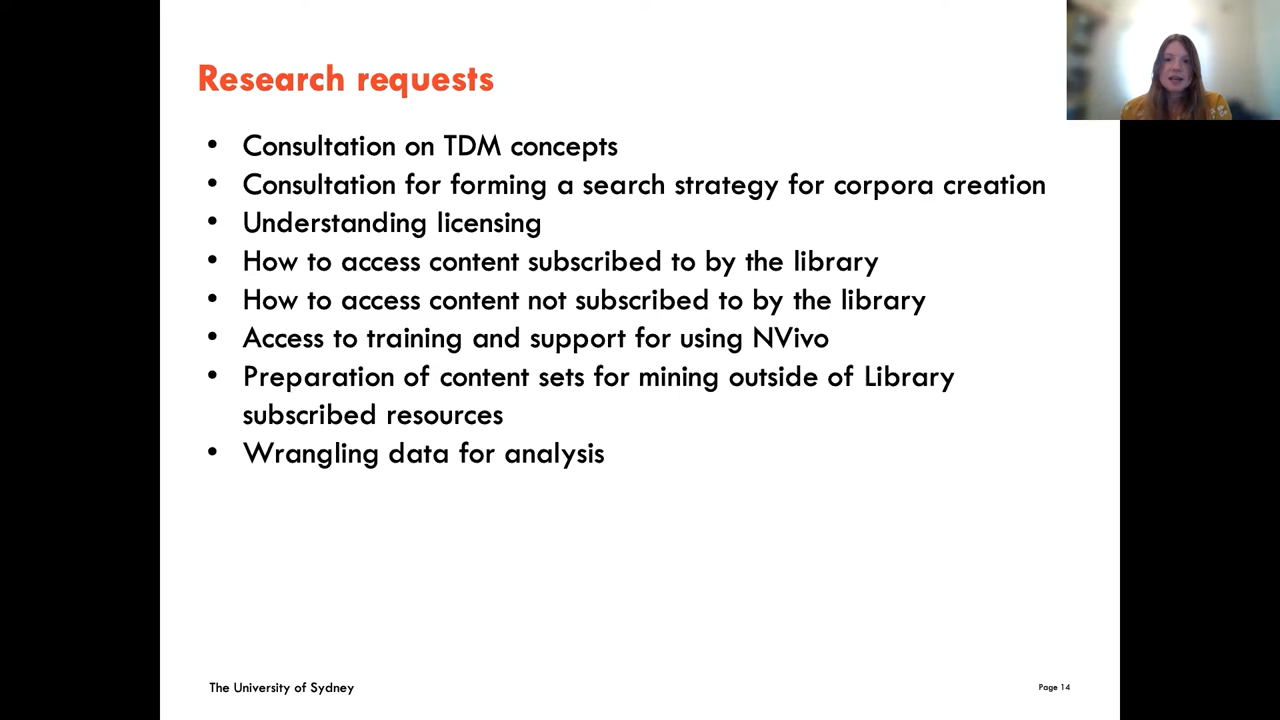 Research requests
• Consultation on TDM concepts
• Consultation for forming a search strategy for corpora creation
• Understanding licensing
• How to access content subscribed to by the library
• How to access content not subscribed to by the library
• Access to training and support for using NVivo
• Preparation of content sets for mining outside of Library
subscribed resources
• Wrangling data for analysis
The University of Sydney
Page 14